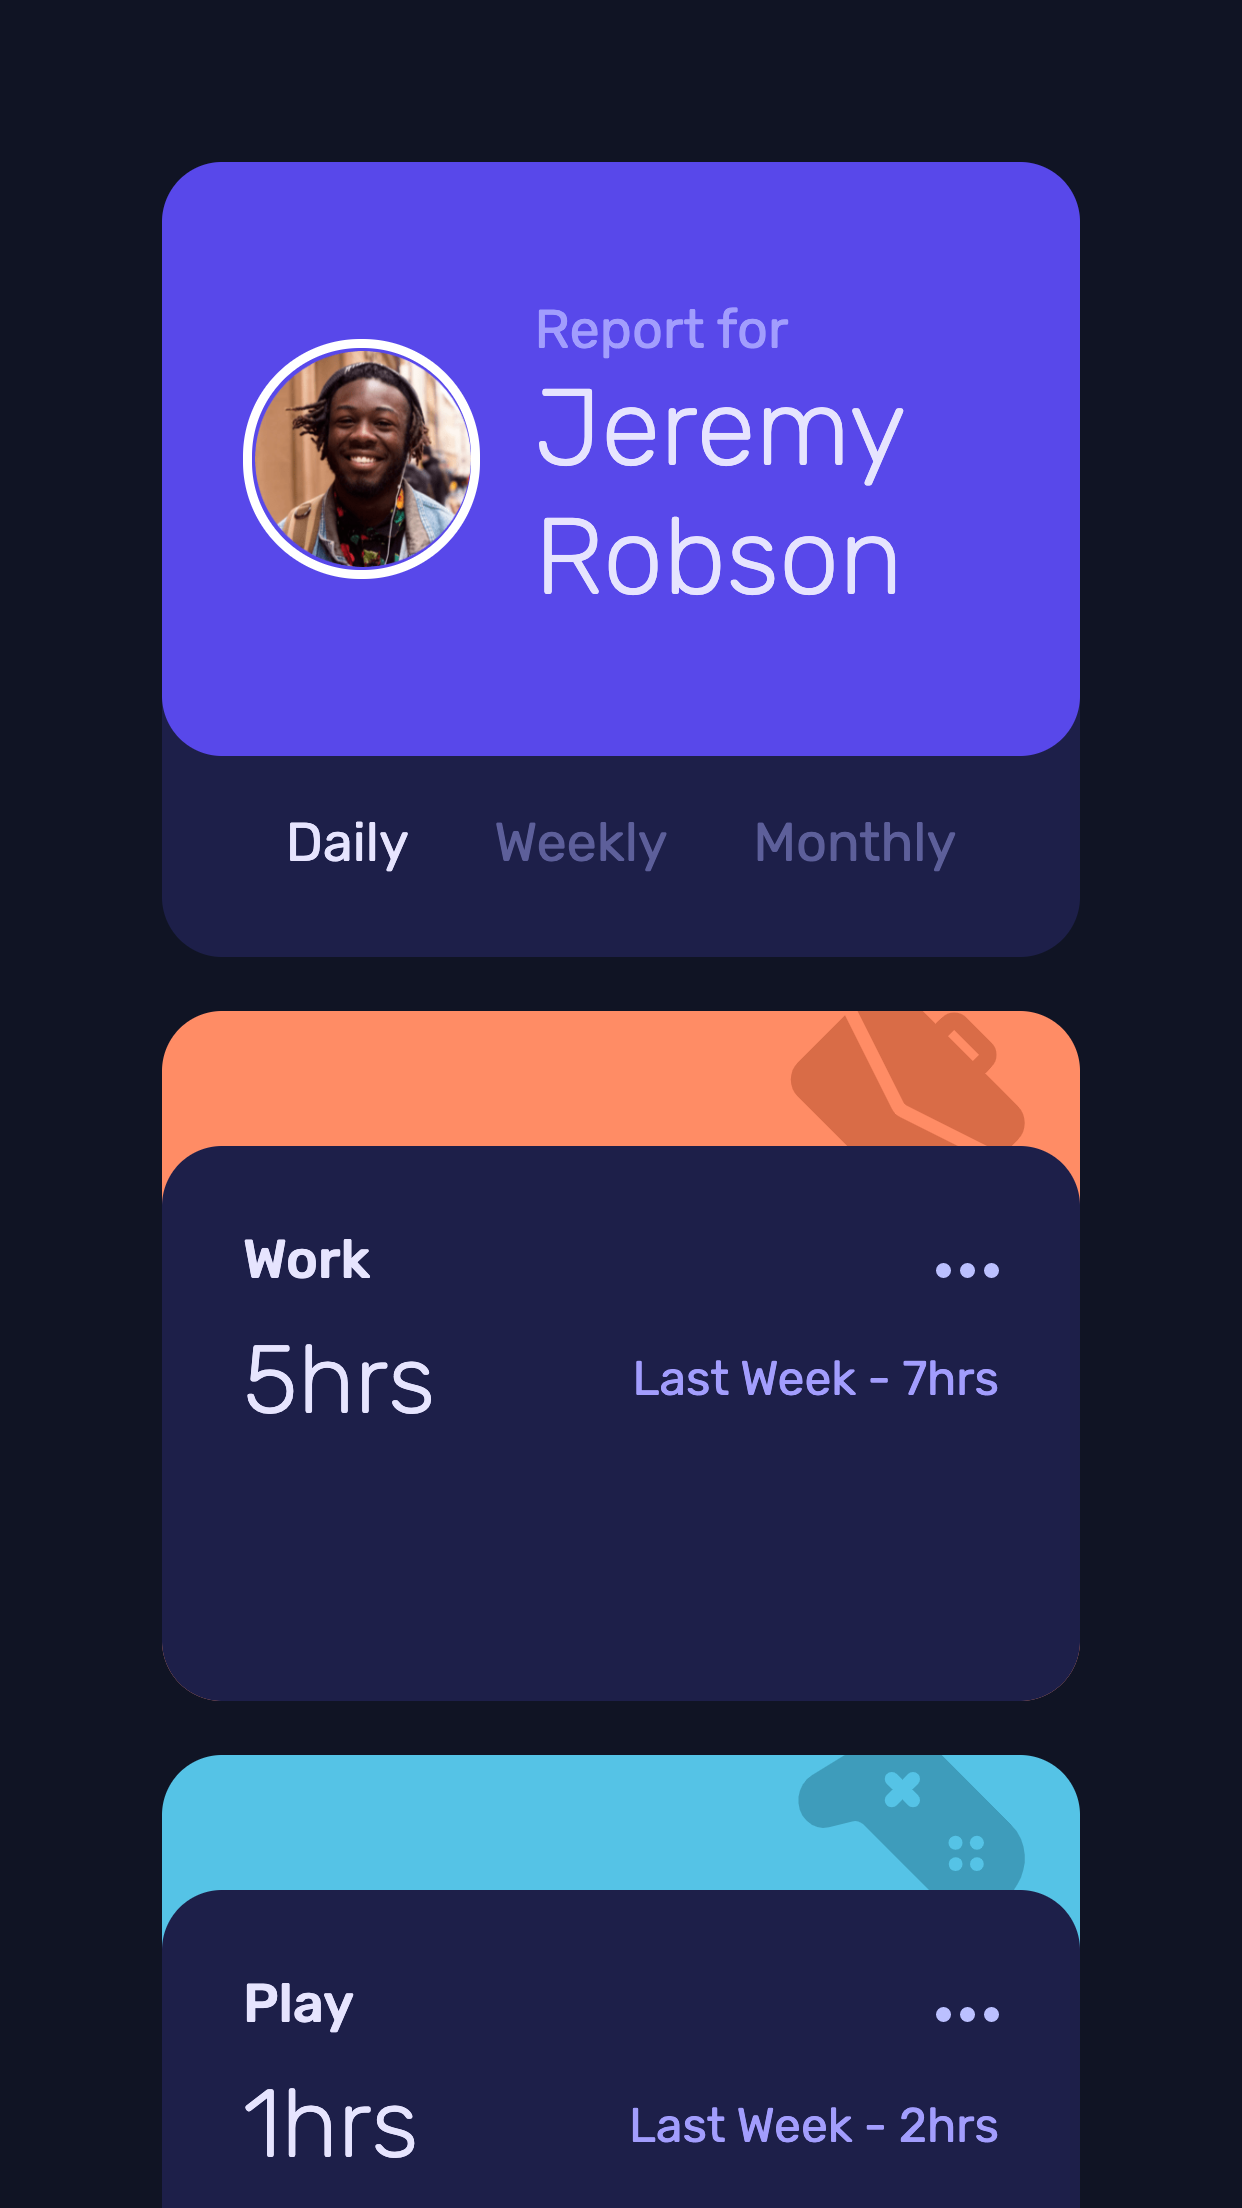 Report for
Jeremy
Robson
Daily Weekly Monthly
Work
5hrs Last Week - 7hrs
Play
1hrs Last Week - 2hrs